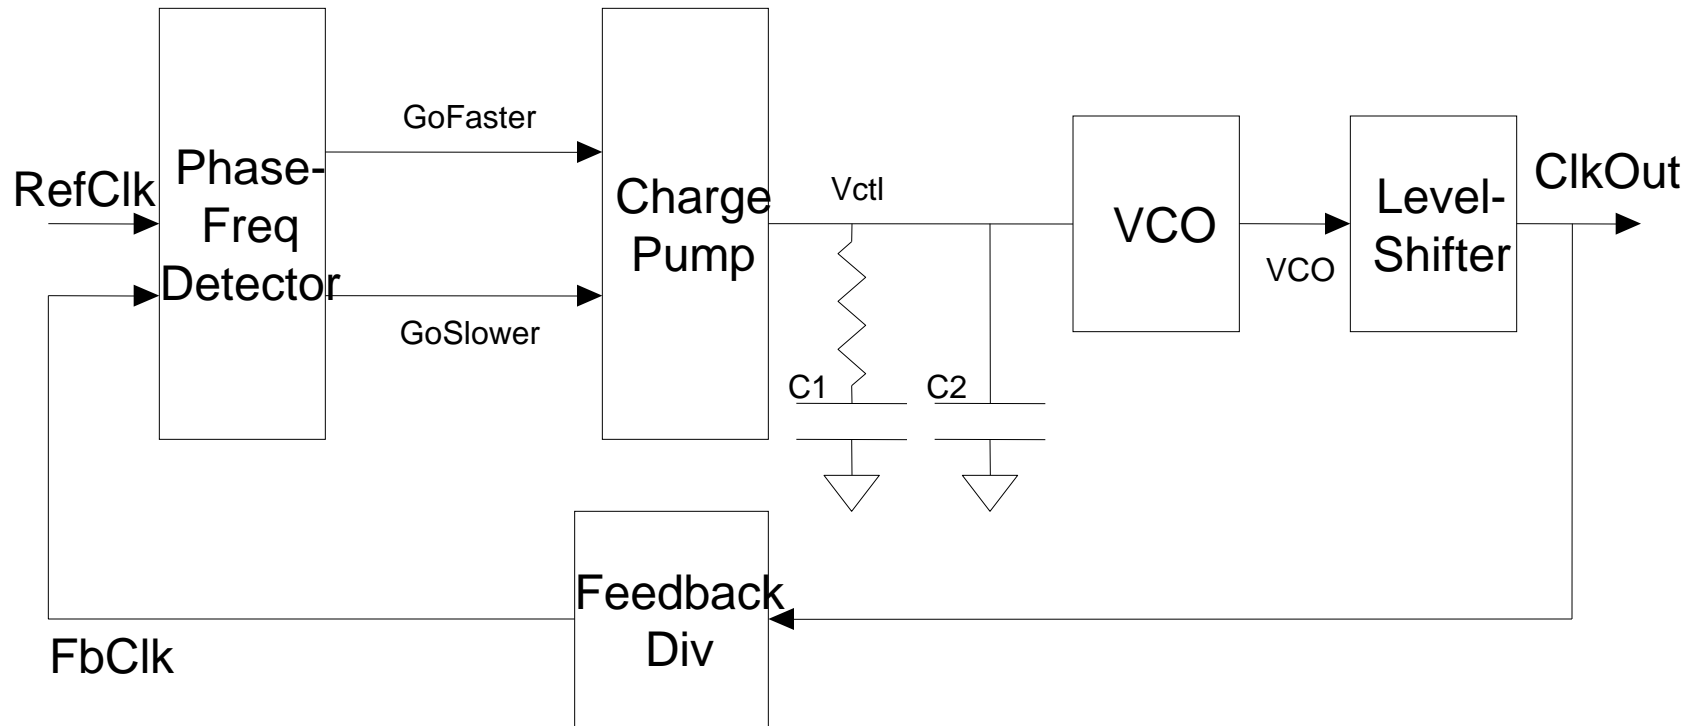 GoFaster
RefClk
Phase-
Freq
Detector
GoSlower
Charge
Pump
Vctl
C1
C2
VCO
VCO
Level-
Shifter
ClkOut
Feedback
Div
FbClk